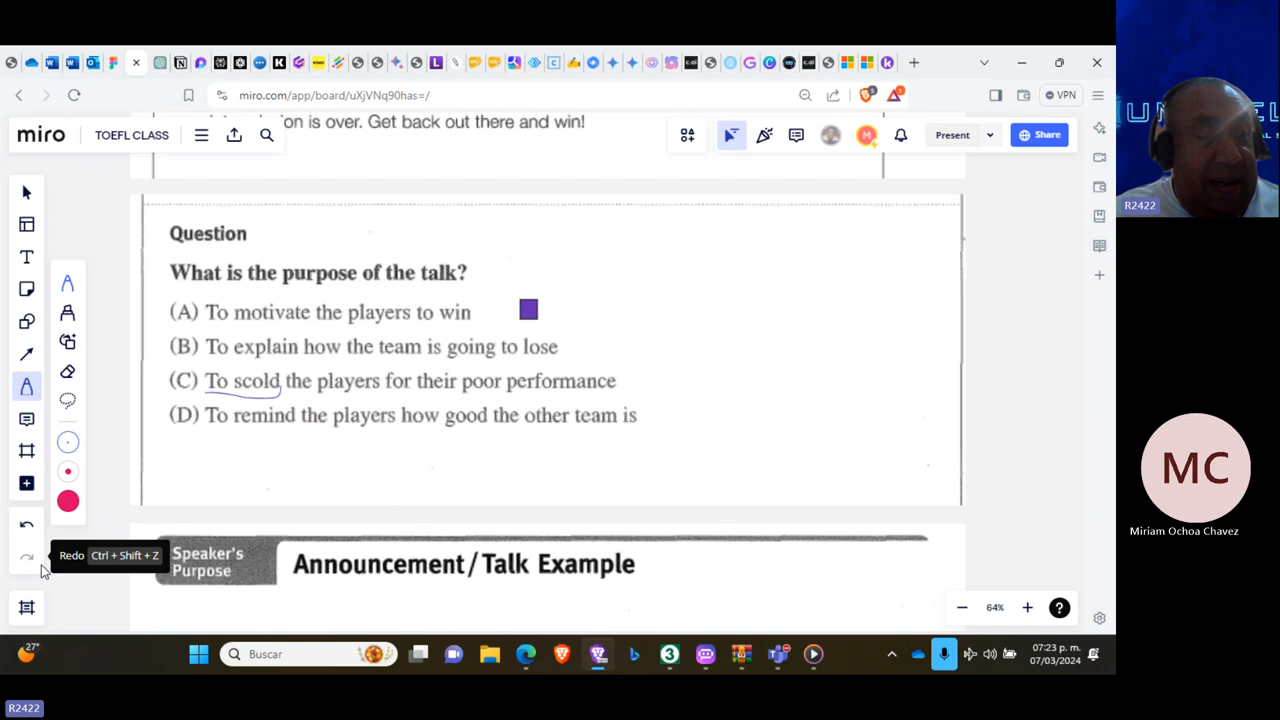 miro.com/app/board/uXjVNq90has=/
VPN
miro
TOEFL CLASS
Present
Share
ion is over. Get back out there and win!
Question
What is the purpose of the talk?
(A) To motivate the players to win
(B) To explain how the team is going to lose
(C) To scold the players for their poor performance
(D) To remind the players how good the other team is
Redo Ctrl + Shift + Z
Speaker's
Purpose
Announcement / Talk Example
64%
27°
Buscar
07:23 p. m.
07/03/2024
R2422
MC
Miriam Ochoa Chavez
R2422